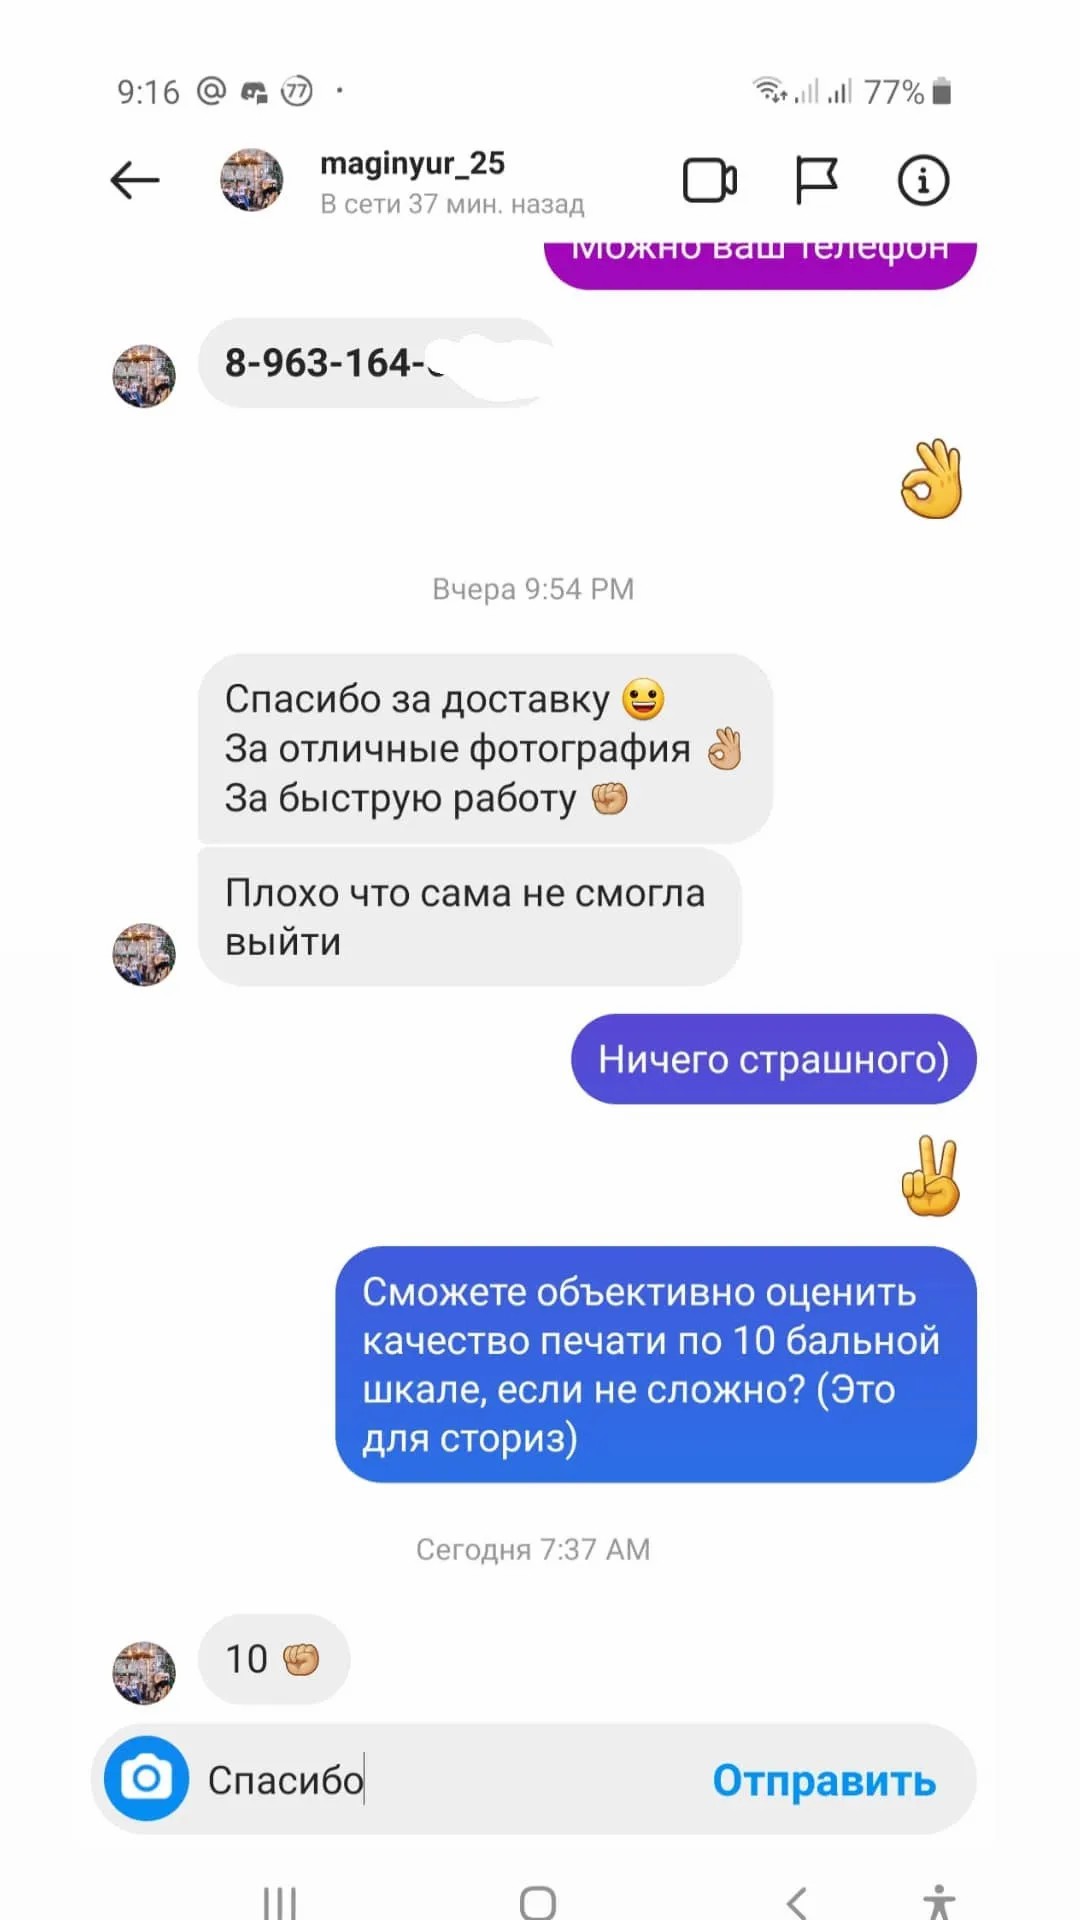 9:16 77 77%
maginyur_25
В сети 37 мин. назад
Можно ваш телефон
8-963-164-
Вчера 9:54 PM
Спасибо за доставку 😀
За отличные фотография 👌🏼
За быструю работу ✊🏼
Плохо что сама не смогла
выйти
Ничего страшного)
Сможете объективно оценить
качество печати по 10 бальной
шкале, если не сложно? (Это
для сториз)
Сегодня 7:37 AM
10 ✊🏼
Спасибо
Отправить